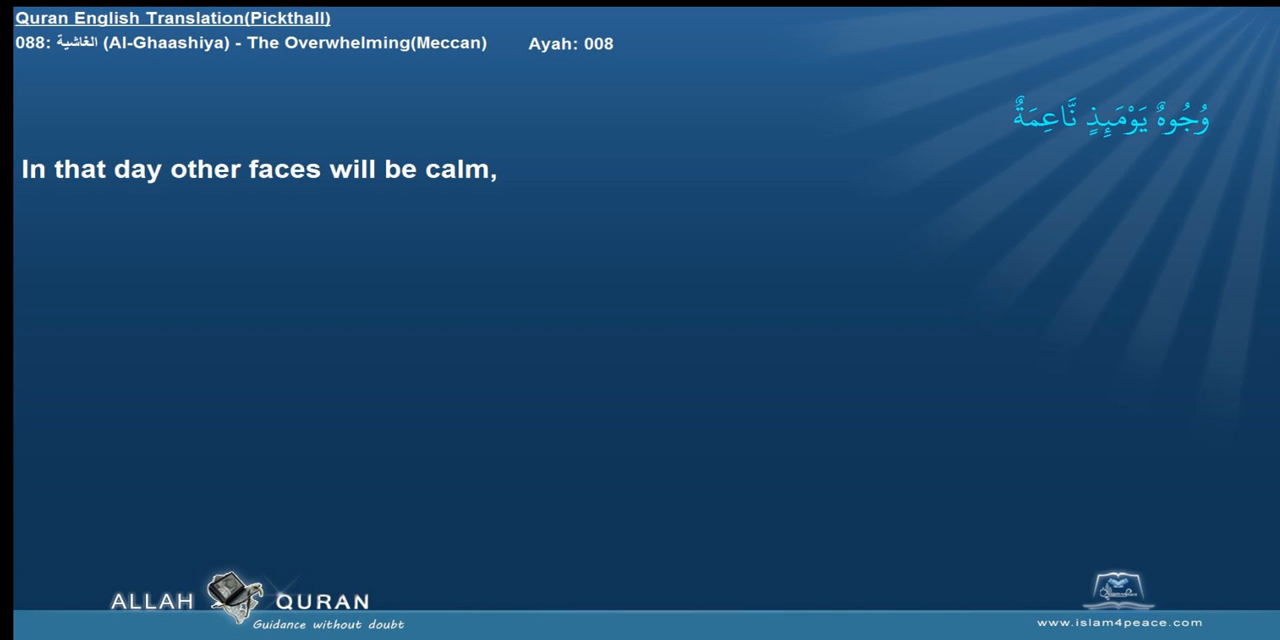 Quran English Translation(Pickthall)
088: الغاشية (Al-Ghaashiya) - The Overwhelming(Meccan) Ayah: 008
وُجُوهٌ يَوْمَئِذٍ نَّاعِمَةٌ
In that day other faces will be calm,
ALLAH QURAN
Guidance without doubt
www.islam4peace.com